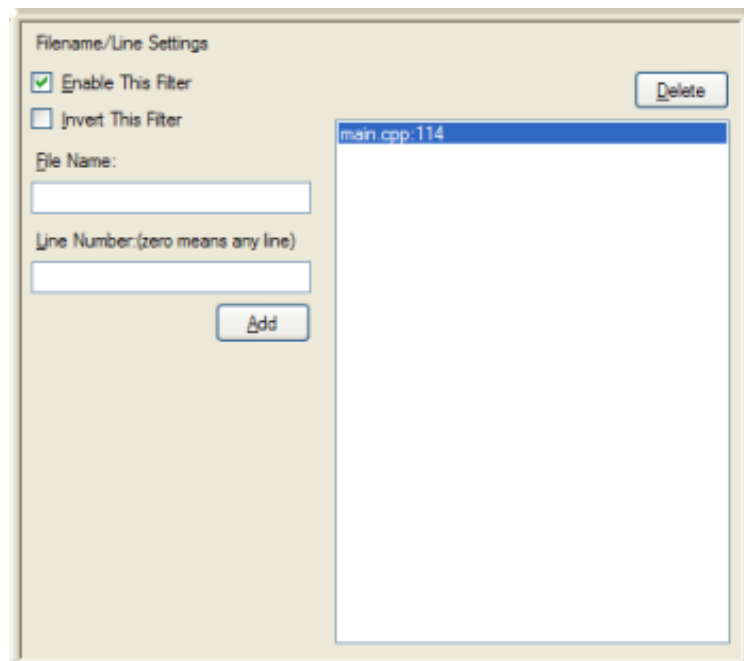 Filename/Line Settings
Enable This Filter
Invert This Filter
File Name:
Line Number:(zero means any line)
Add
Delete
main.cpp:114